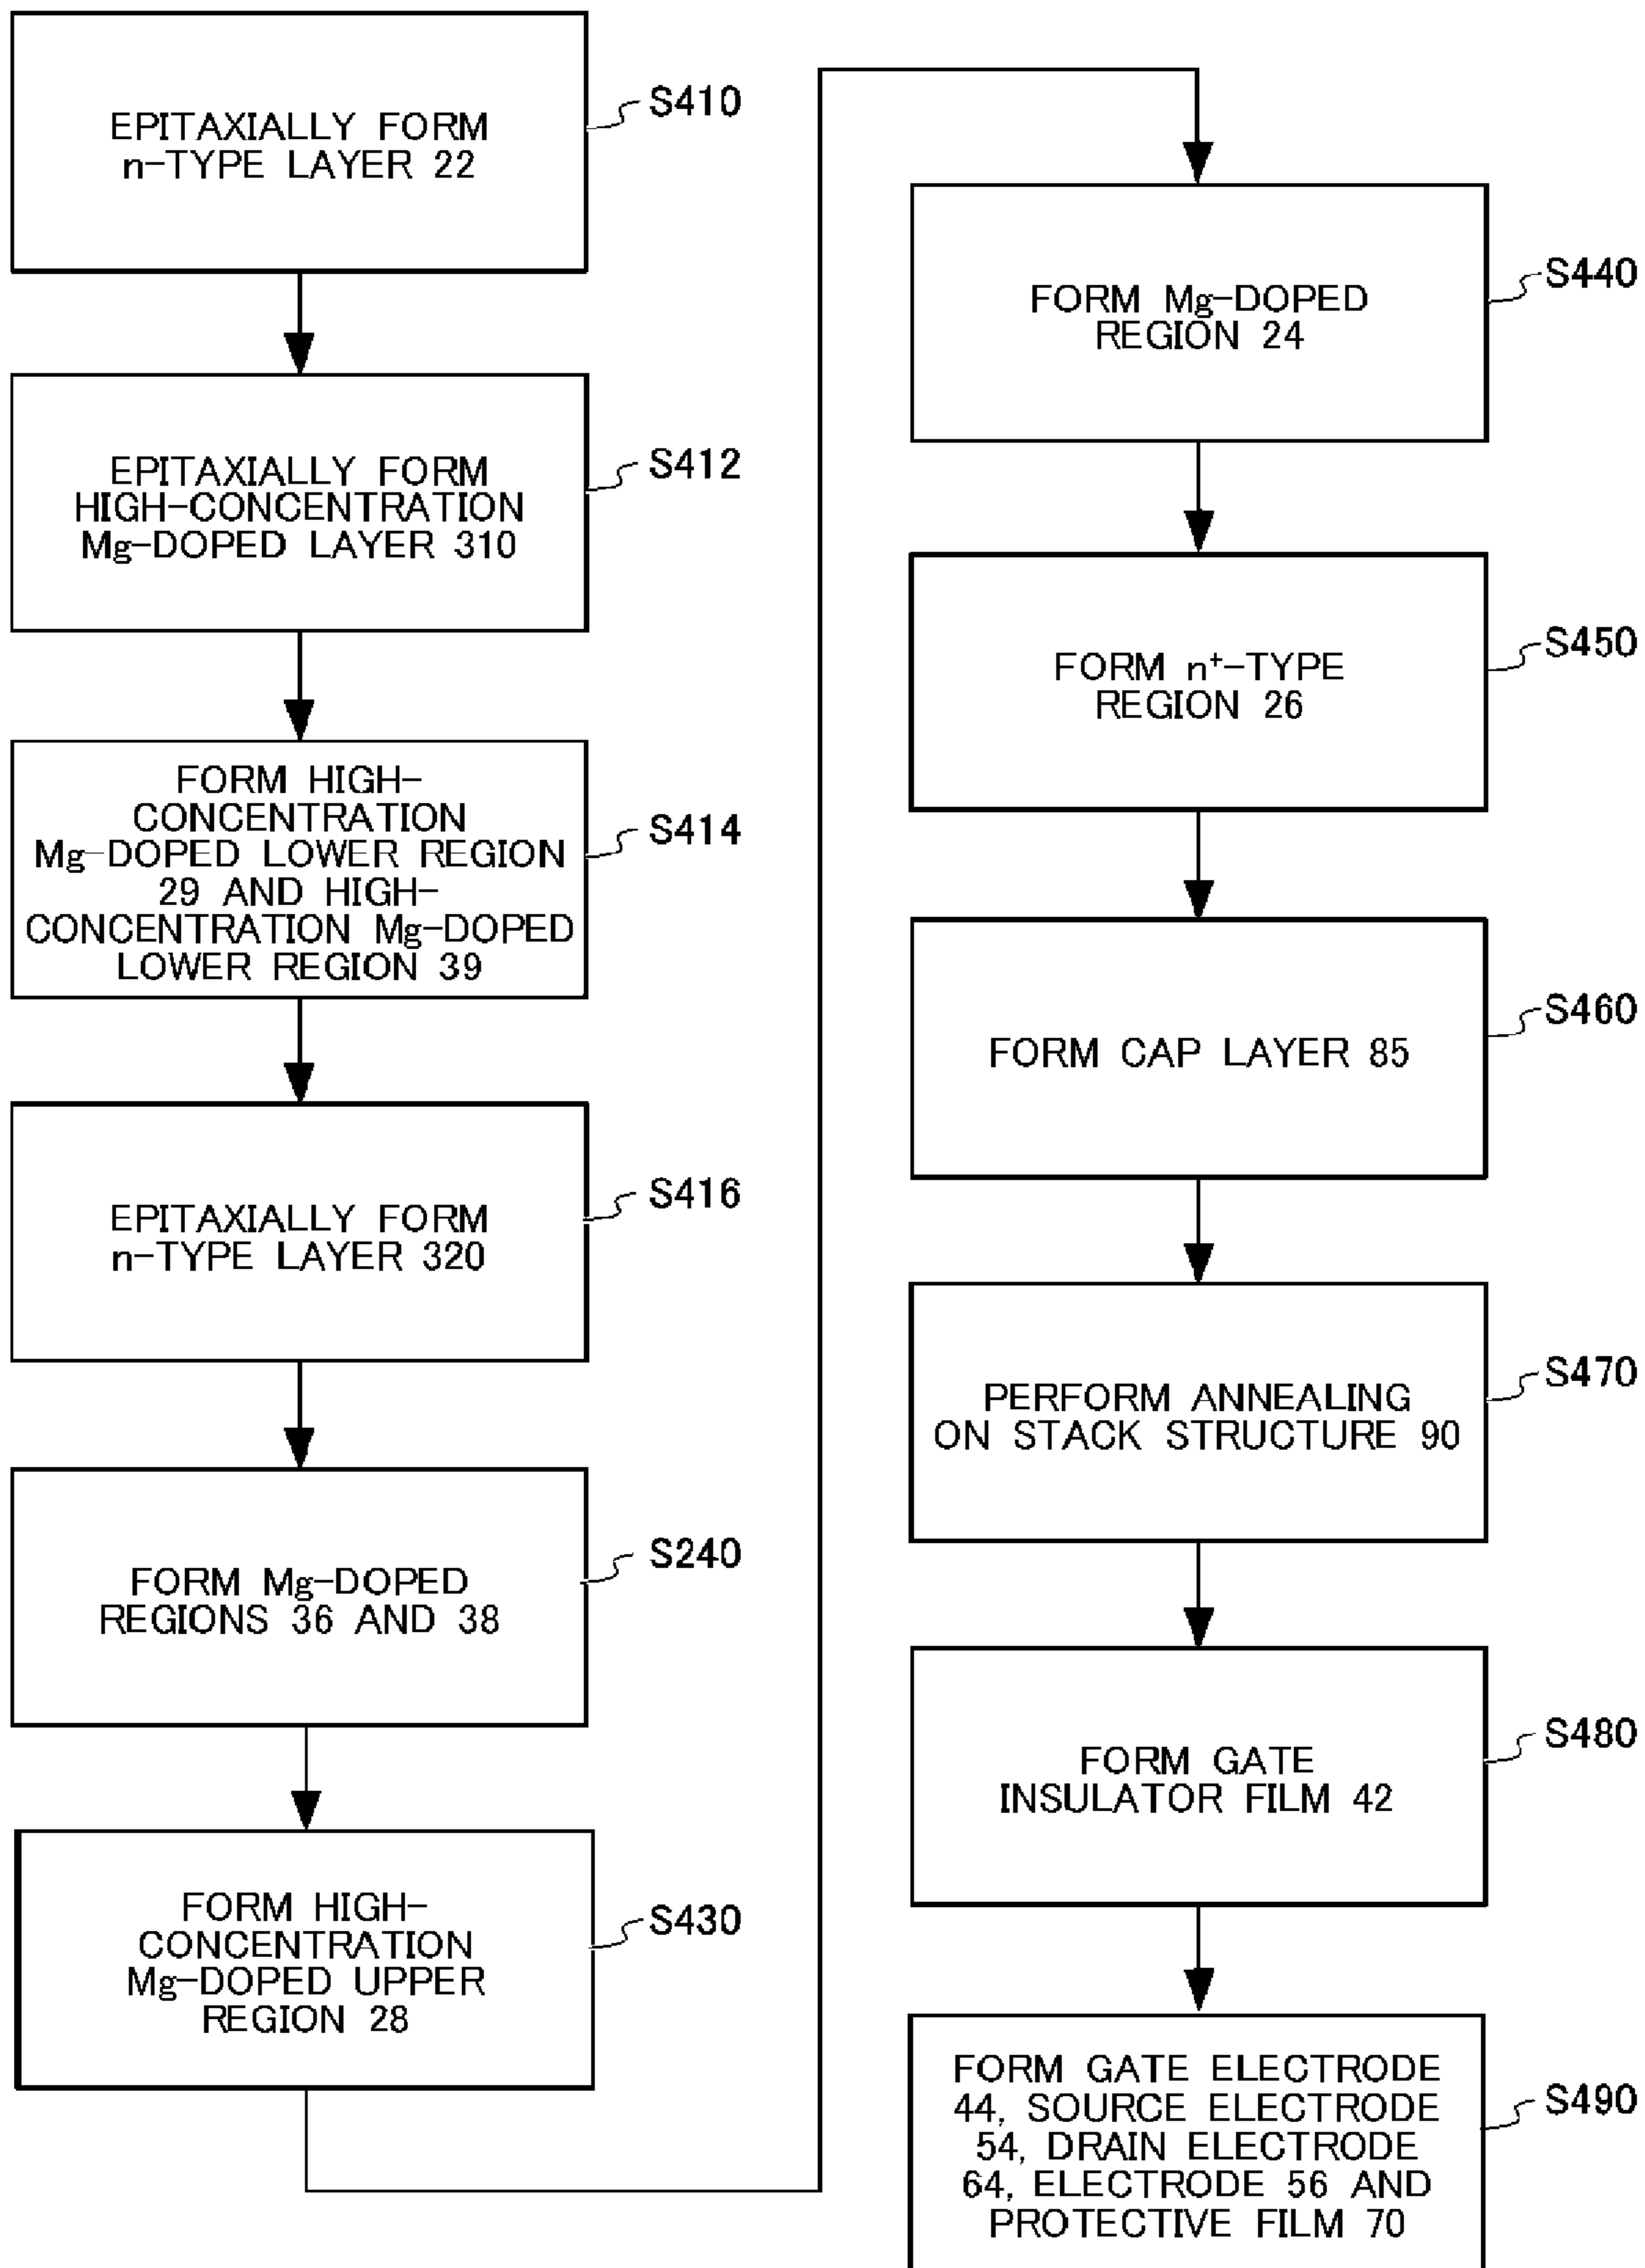 EPITAXIALLY FORM
n-TYPE LAYER 22
S410
EPITAXIALLY FORM
HIGH-CONCENTRATION
Mg-DOPED LAYER 310
S412
FORM HIGH-
CONCENTRATION
Mg-DOPED LOWER REGION
29 AND HIGH-
CONCENTRATION Mg-DOPED
LOWER REGION 39
S414
EPITAXIALLY FORM
n-TYPE LAYER 320
S416
FORM Mg-DOPED
REGIONS 36 AND 38
S240
FORM HIGH-
CONCENTRATION
Mg-DOPED UPPER
REGION 28
S430
FORM Mg-DOPED
REGION 24
S440
FORM n⁺-TYPE
REGION 26
S450
FORM CAP LAYER 85
S460
PERFORM ANNEALING
ON STACK STRUCTURE 90
S470
FORM GATE
INSULATOR FILM 42
S480
FORM GATE ELECTRODE
44, SOURCE ELECTRODE
54, DRAIN ELECTRODE
64, ELECTRODE 56 AND
PROTECTIVE FILM 70
S490